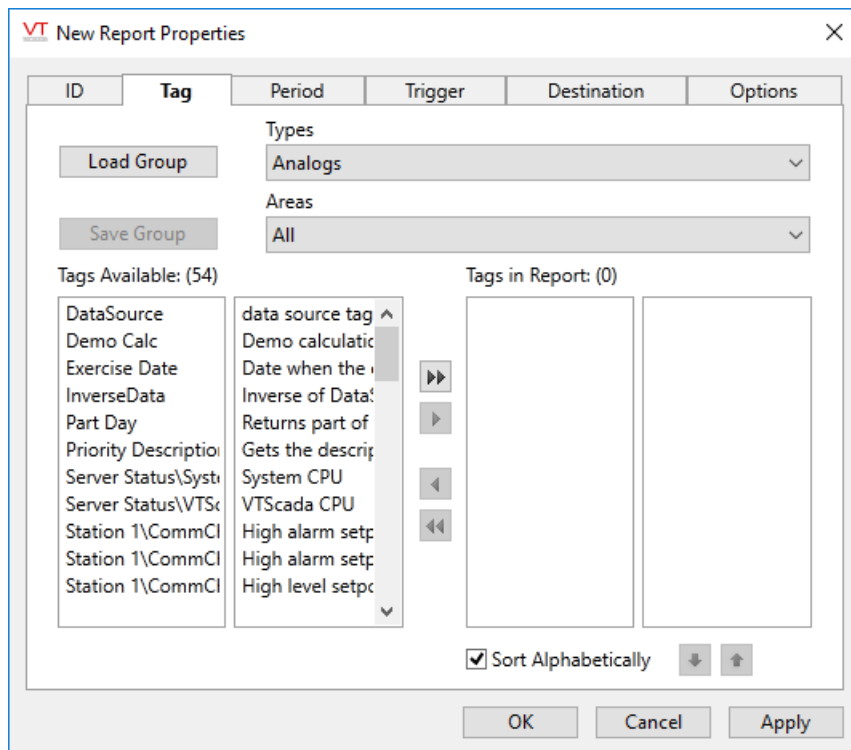 VT New Report Properties
ID Tag Period Trigger Destination Options
Types
Load Group Analogs
Areas
Save Group All
Tags Available: (54) Tags in Report: (0)
DataSource data source tag
Demo Calc Demo calculatic
Exercise Date Date when the
InverseData Inverse of DataS
Part Day Returns part of
Priority Description Gets the descrip
Server Status\Syste System CPU
Server Status\VTSc VTScada CPU
Station 1\CommCl High alarm setp
Station 1\CommCl High alarm setp
Station 1\CommCl High level setpo
Sort Alphabetically
OK Cancel Apply